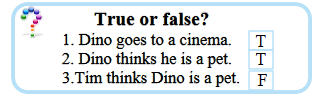 True or false?
1. Dino goes to a cinema. T
2. Dino thinks he is a pet. T
3.Tim thinks Dino is a pet. F